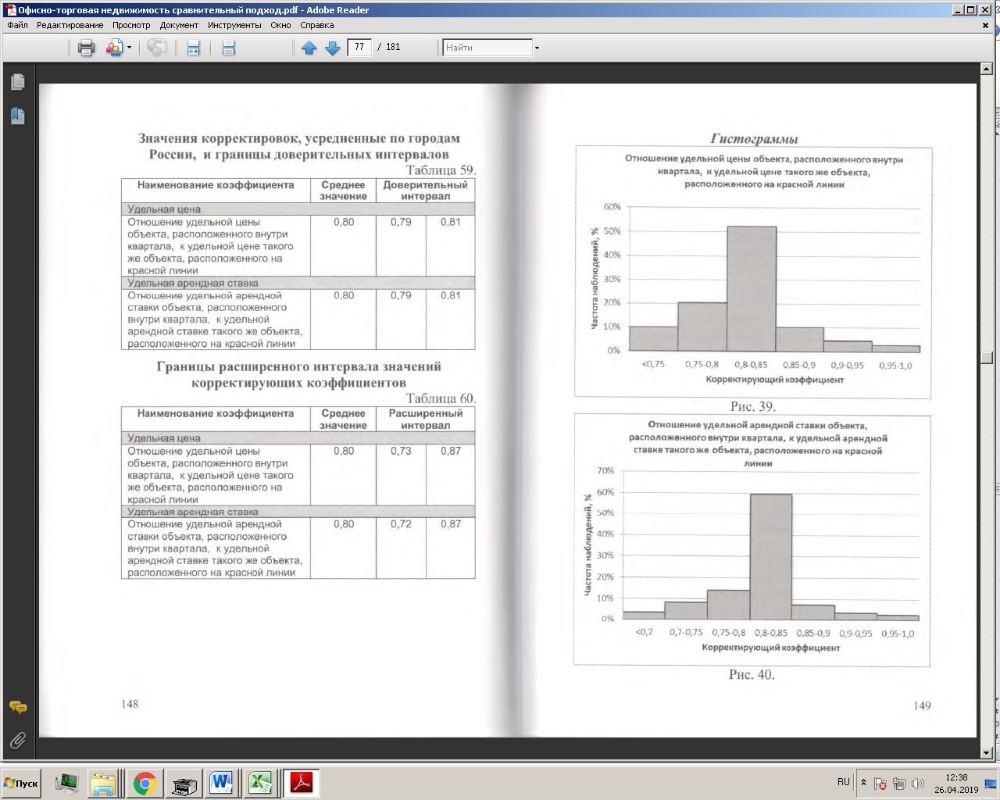 Офисно-торговая недвижимость сравнительный подход.pdf - Adobe Reader
Файл Редактирование Просмотр Документ Инструменты Окно Справка
77 / 181 Найти
Значения корректировок, усредненные по городам
России, и границы доверительных интервалов
Таблица 59.
Наименование коэффициента Среднее значение Доверительный интервал
Удельная цена
Отношение удельной цены 0,80 0,79 0,81
объекта, расположенного внутри
квартала, к удельной цене такого
же объекта, расположенного на
красной линии
Удельная арендная ставка
Отношение удельной арендной 0,80 0,79 0,81
ставки объекта, расположенного
внутри квартала, к удельной
арендной ставке такого же объекта,
расположенного на красной линии
Границы расширенного интервала значений
корректирующих коэффициентов
Таблица 60.
Наименование коэффициента Среднее значение Расширенный интервал
Удельная цена
Отношение удельной цены 0,80 0,73 0,87
объекта, расположенного внутри
квартала, к удельной цене такого
же объекта, расположенного на
красной линии
Удельная арендная ставка
Отношение удельной арендной 0,80 0,72 0,87
ставки объекта, расположенного
внутри квартала, к удельной
арендной ставке такого же объекта,
расположенного на красной линии
148
Гистограммы
Отношение удельной цены объекта, расположенного внутри
квартала, к удельной цене такого же объекта,
расположенного на красной линии
Частота наблюдений, %
60%
50%
40%
30%
20%
10%
0%
<0,75 0,75-0,8 0,8-0,85 0,85-0,9 0,9-0,95 0,95-1,0
Корректирующий коэффициент
Рис. 39.
Отношение удельной арендной ставки объекта,
расположенного внутри квартала, к удельной арендной
ставке такого же объекта, расположенного на красной
линии
Частота наблюдений, %
70%
60%
50%
40%
30%
20%
10%
0%
<0,7 0,7-0,75 0,75-0,8 0,8-0,85 0,85-0,9 0,9-0,95 0,95-1,0
Корректирующий коэффициент
Рис. 40.
149
Пуск
RU
12:38
26.04.2019